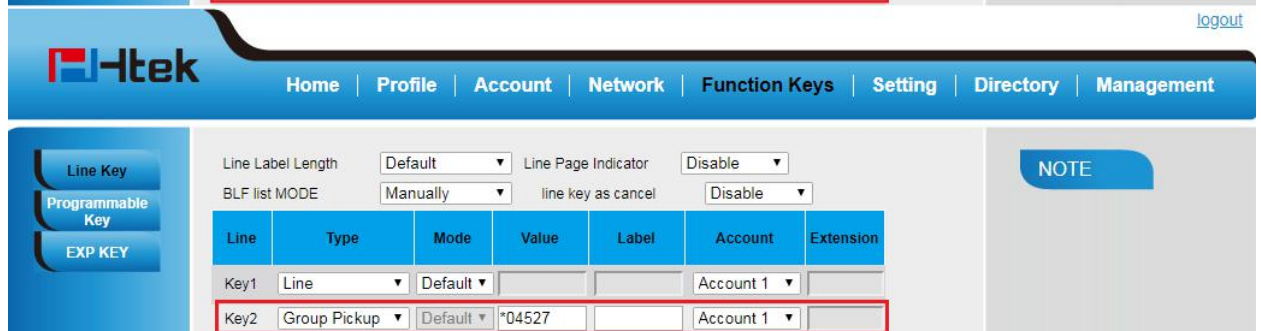 logout
Htek
Home | Profile | Account | Network | Function Keys | Setting | Directory | Management
Line Key
Programmable
Key
EXP KEY
Line Label Length Default Line Page Indicator Disable
BLF list MODE Manually line key as cancel Disable
Line Type Mode Value Label Account Extension
Key1 Line Default Account 1
Key2 Group Pickup Default *04527 Account 1
NOTE